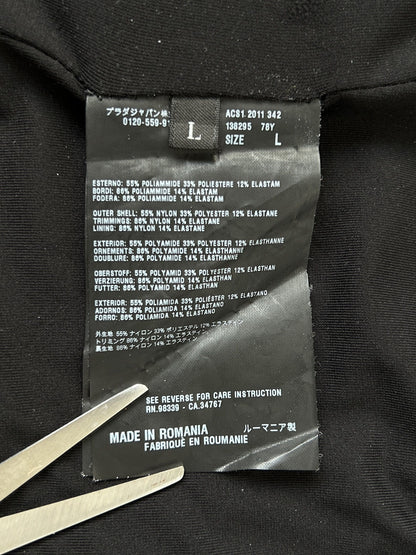 プラダジャパン株
0120-559-9
L
ACS1 2011 342
138295 78Y
SIZE L
ESTERNO: 55% POLIAMMIDE 33% POLIESTERE 12% ELASTAM
BORDI: 86% POLIAMMIDE 14% ELASTAM
FODERA: 86% POLIAMMIDE 14% ELASTAM
OUTER SHELL: 55% NYLON 33% POLYESTER 12% ELASTANE
TRIMMINGS: 86% NYLON 14% ELASTANE
LINING: 86% NYLON 14% ELASTANE
EXTERIOR: 55% POLYAMIDE 33% POLYESTER 12% ELASTHANNE
ORNEMENTS: 86% POLYAMIDE 14% ELASTHANNE
DOUBLURE: 86% POLYAMIDE 14% ELASTHANNE
OBERSTOFF: 55% POLYAMID 33% POLYESTER 12% ELASTHAN
VERZIERUNG: 86% POLYAMID 14% ELASTHAN
FUTTER: 86% POLYAMID 14% ELASTHAN
EXTERIOR: 55% POLIAMIDA 33% POLIÉSTER 12% ELASTANO
ADORNOS: 86% POLIAMIDA 14% ELASTANO
FORRO: 86% POLIAMIDA 14% ELASTANO
外生地 55% ナイロン 33% ポリエステル 12% エラスティン
トリミング 86% ナイロン 14% エラスティン
裏生地 86% ナイロン 14% エラスティン
SEE REVERSE FOR CARE INSTRUCTION
RN.98339 - CA.34767
MADE IN ROMANIA ルーマニア製
FABRIQUÉ EN ROUMANIE